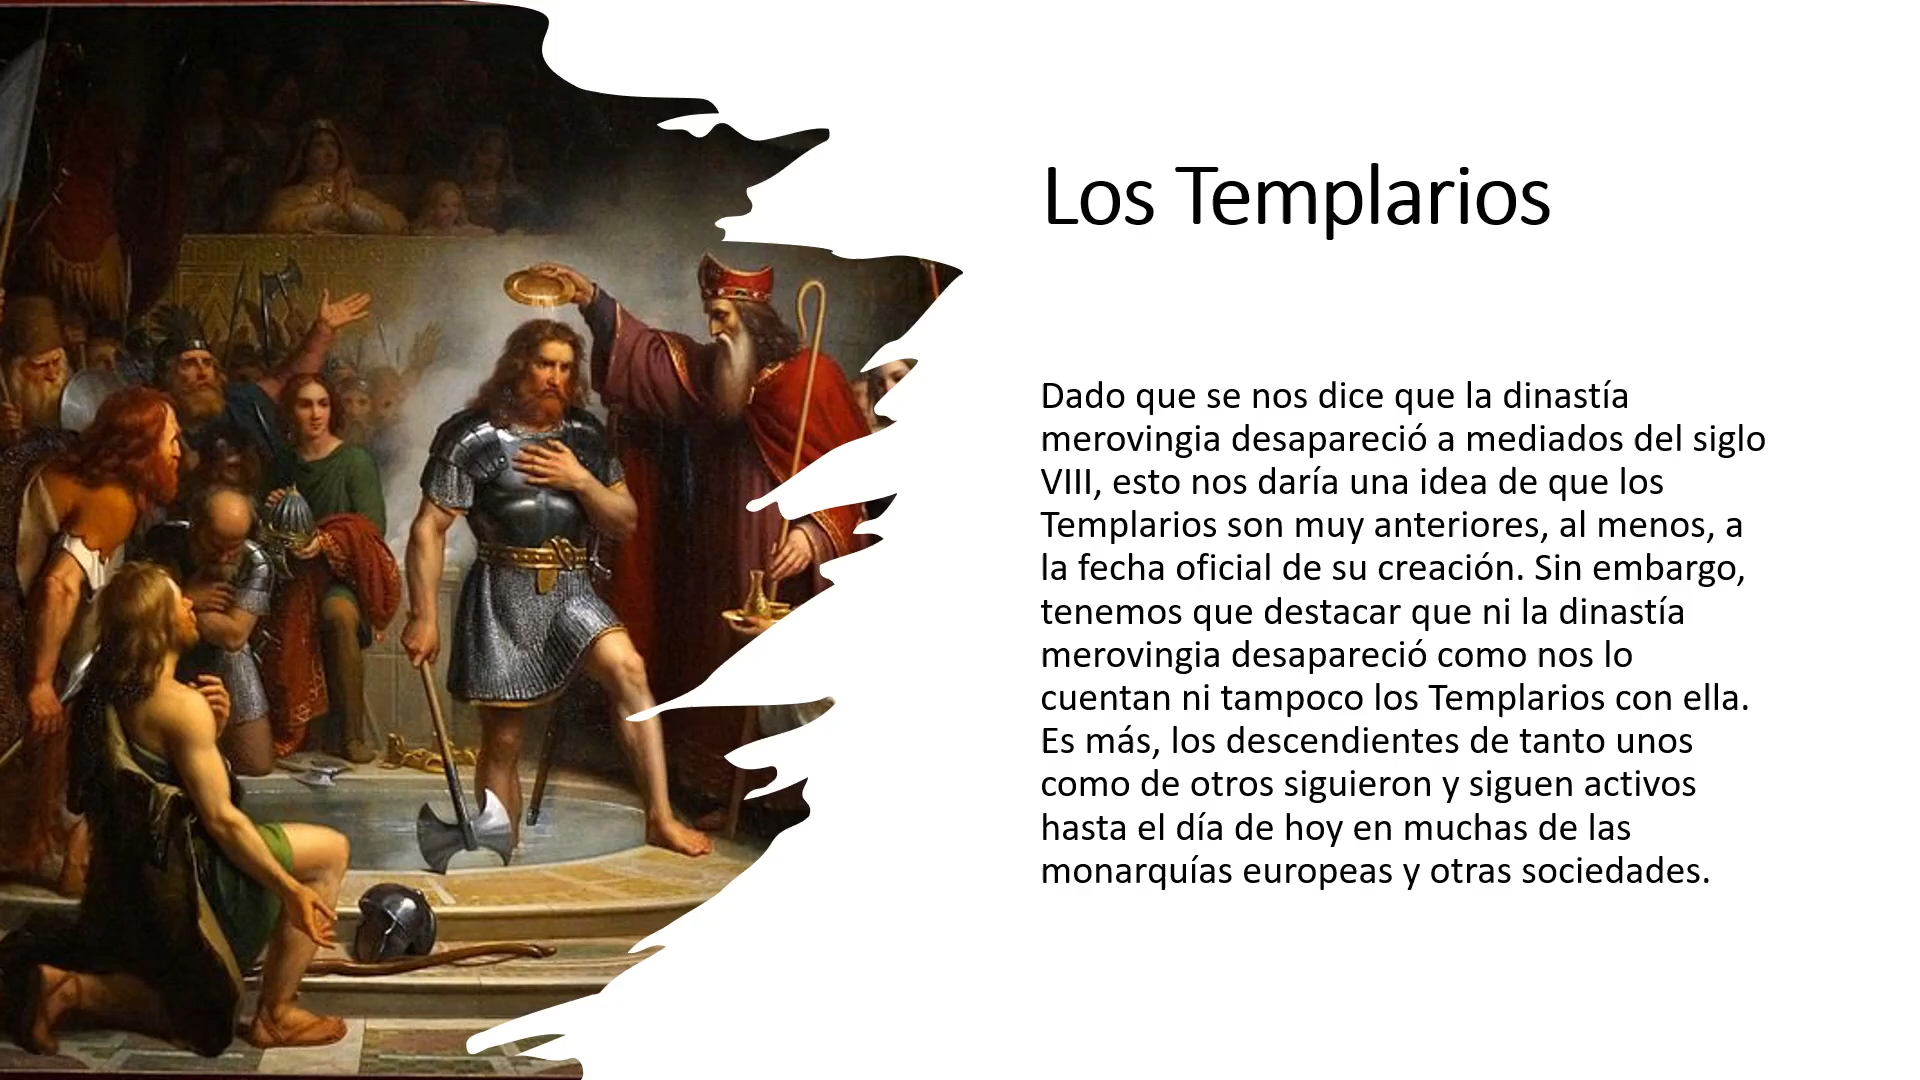 Los Templarios
Dado que se nos dice que la dinastía
merovingia desapareció a mediados del siglo
VIII, esto nos daría una idea de que los
Templarios son muy anteriores, al menos, a
la fecha oficial de su creación. Sin embargo,
tenemos que destacar que ni la dinastía
merovingia desapareció como nos lo
cuentan ni tampoco los Templarios con ella.
Es más, los descendientes de tanto unos
como de otros siguieron y siguen activos
hasta el día de hoy en muchas de las
monarquías europeas y otras sociedades.